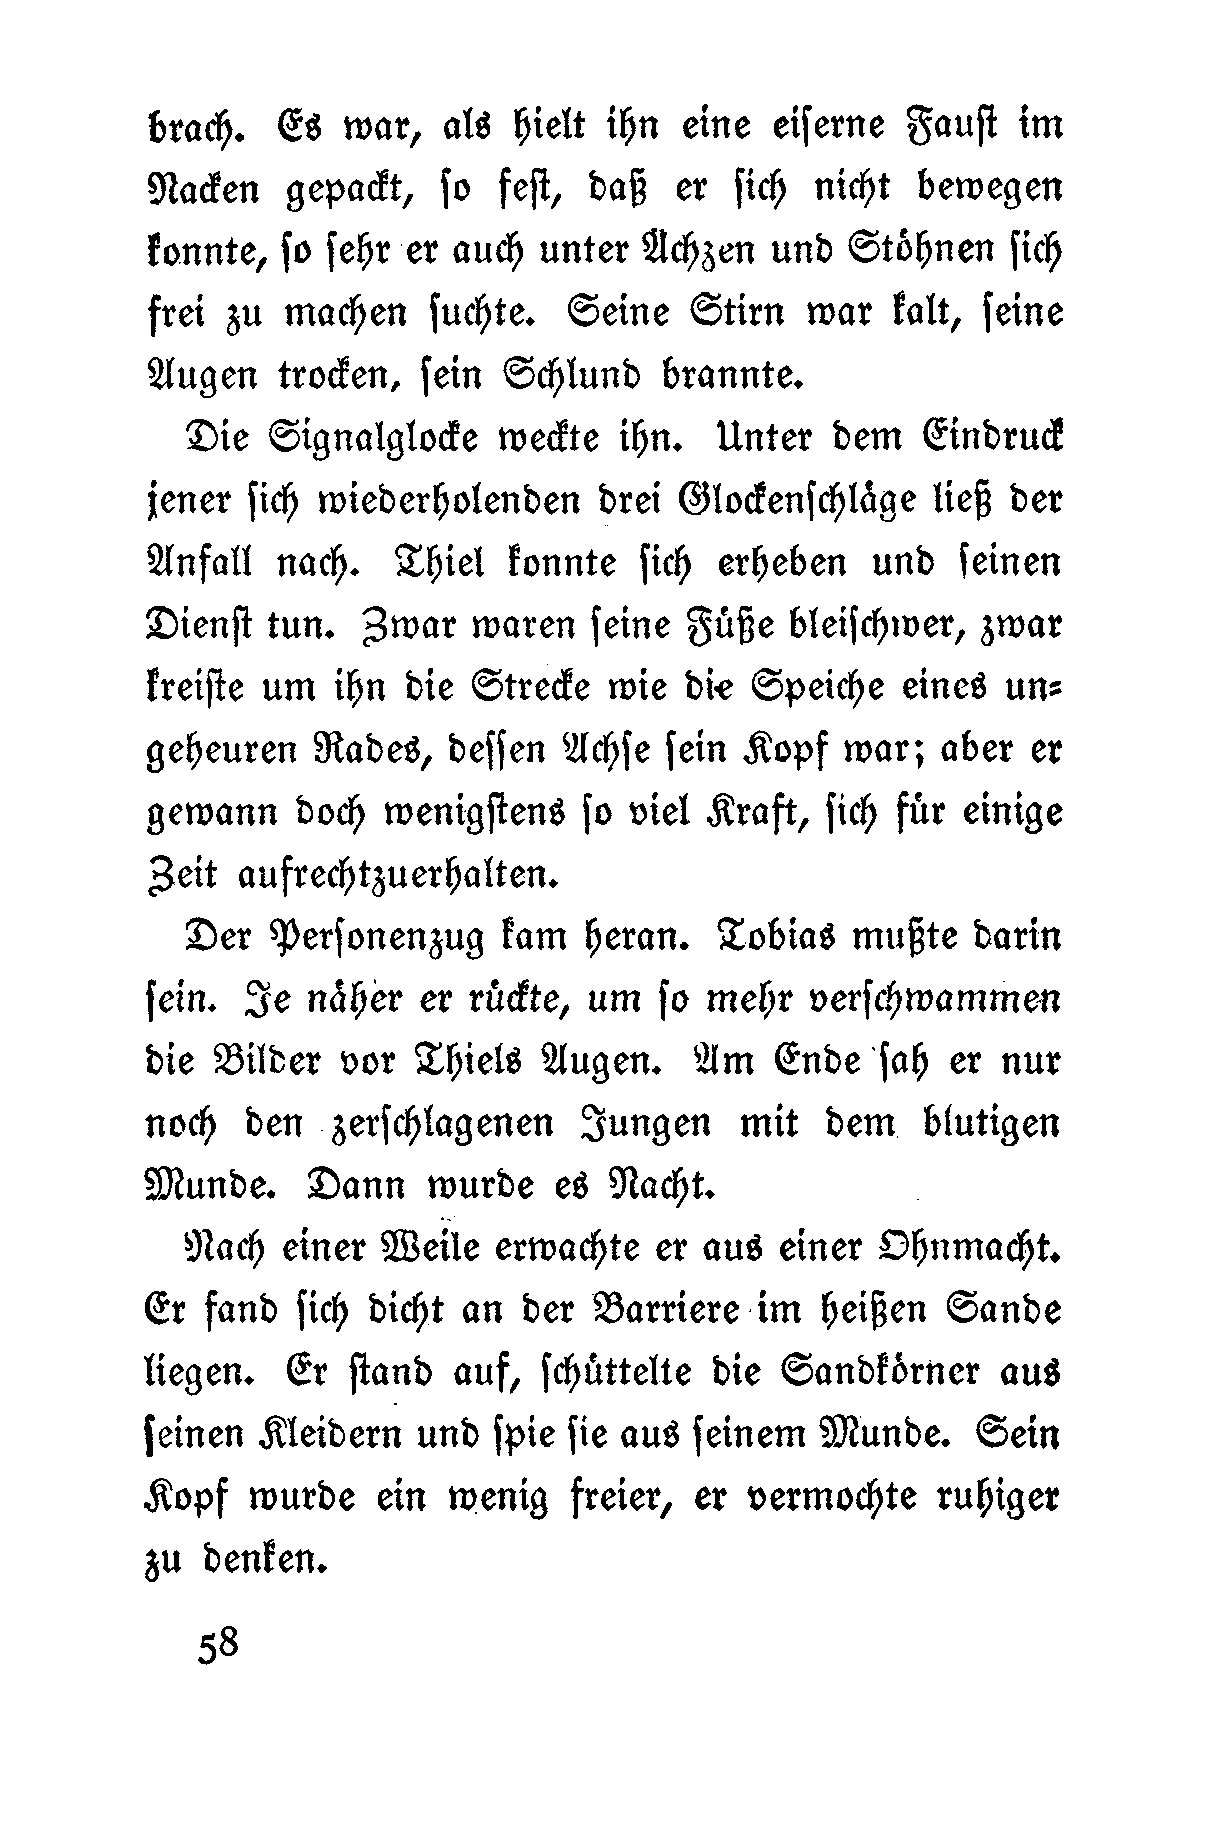 brach. Es war, als hielt ihn eine eiserne Faust im
Nacken gepackt, so fest, daß er sich nicht bewegen
konnte, so sehr er auch unter Ächzen und Stöhnen sich
frei zu machen suchte. Seine Stirn war kalt, seine
Augen trocken, sein Schlund brannte.
Die Signalglocke weckte ihn. Unter dem Eindruck
jener sich wiederholenden drei Glockenschläge ließ der
Anfall nach. Thiel konnte sich erheben und seinen
Dienst tun. Zwar waren seine Füße bleischwer, zwar
kreiste um ihn die Strecke wie die Speiche eines un-
geheuren Rades, dessen Achse sein Kopf war; aber er
gewann doch wenigstens so viel Kraft, sich für einige
Zeit aufrechtzuerhalten.
Der Personenzug kam heran. Tobias mußte darin
sein. Je näher er rückte, um so mehr verschwammen
die Bilder vor Thiels Augen. Am Ende sah er nur
noch den zerschlagenen Jungen mit dem blutigen
Munde. Dann wurde es Nacht.
Nach einer Weile erwachte er aus einer Ohnmacht.
Er fand sich dicht an der Barriere im heißen Sande
liegen. Er stand auf, schüttelte die Sandkörner aus
seinen Kleidern und spie sie aus seinem Munde. Sein
Kopf wurde ein wenig freier, er vermochte ruhiger
zu denken.
58